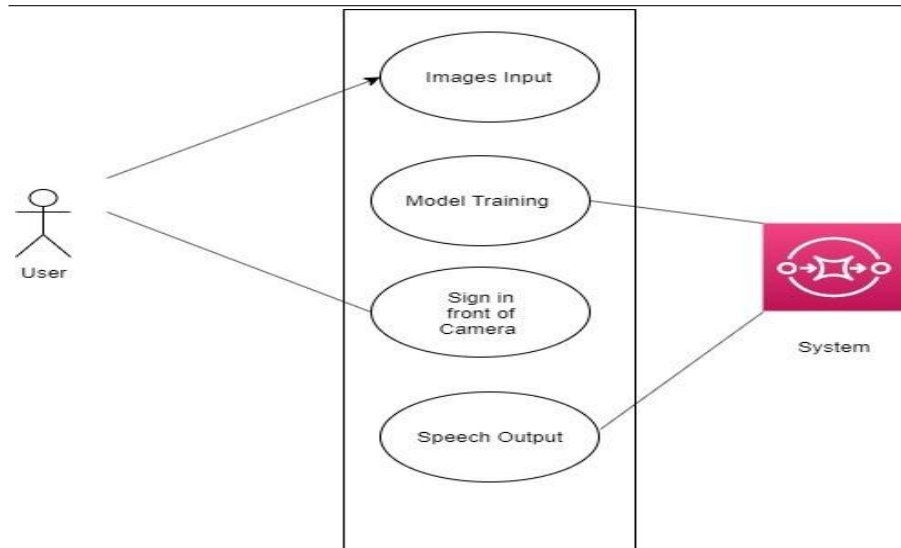 Images Input
Model Training
User
Sign in
front of
Camera
System
Speech Output